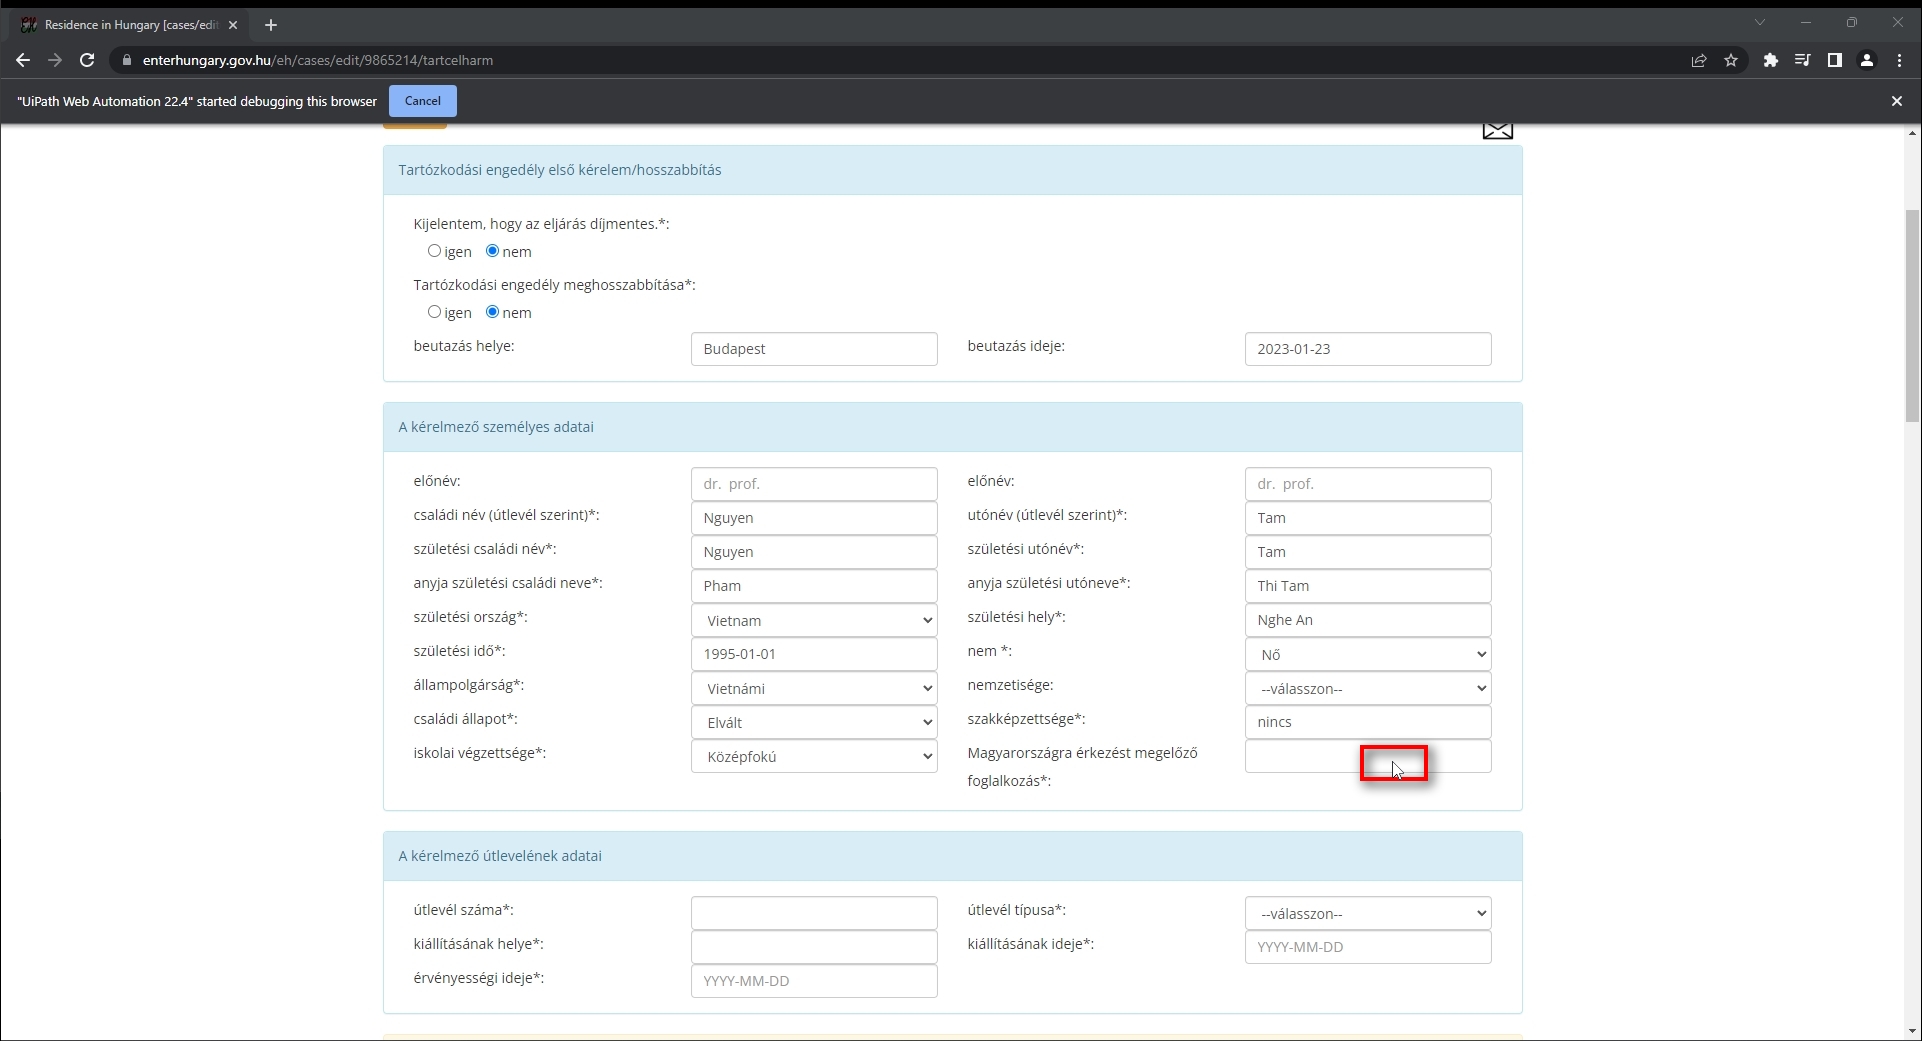 Residence in Hungary [cases/edit
enterhungary.gov.hu/eh/cases/edit/9865214/tartcelharm
"UiPath Web Automation 22.4" started debugging this browser Cancel
Tartózkodási engedély első kérelem/hosszabbítás
Kijelentem, hogy az eljárás díjmentes.*:
igen nem
Tartózkodási engedély meghosszabbítása*:
igen nem
beutazás helye: Budapest beutazás ideje: 2023-01-23
A kérelmező személyes adatai
előnév: dr. prof. előnév: dr. prof.
családi név (útlevél szerint)*: Nguyen utónév (útlevél szerint)*: Tam
születési családi név*: Nguyen születési utónév*: Tam
anyja születési családi neve*: Pham anyja születési utóneve*: Thi Tam
születési ország*: Vietnam születési hely*: Nghe An
születési idő*: 1995-01-01 nem *: Nő
állampolgárság*: Vietnámi nemzetisége: --válasszon--
családi állapot*: Elvált szakképzettsége*: nincs
iskolai végzettsége*: Középfokú Magyarországra érkezést megelőző
foglalkozás*:
A kérelmező útlevelének adatai
útlevél száma*: útlevél típusa*: --válasszon--
kiállításának helye*: kiállításának ideje*: YYYY-MM-DD
érvényességi ideje*: YYYY-MM-DD